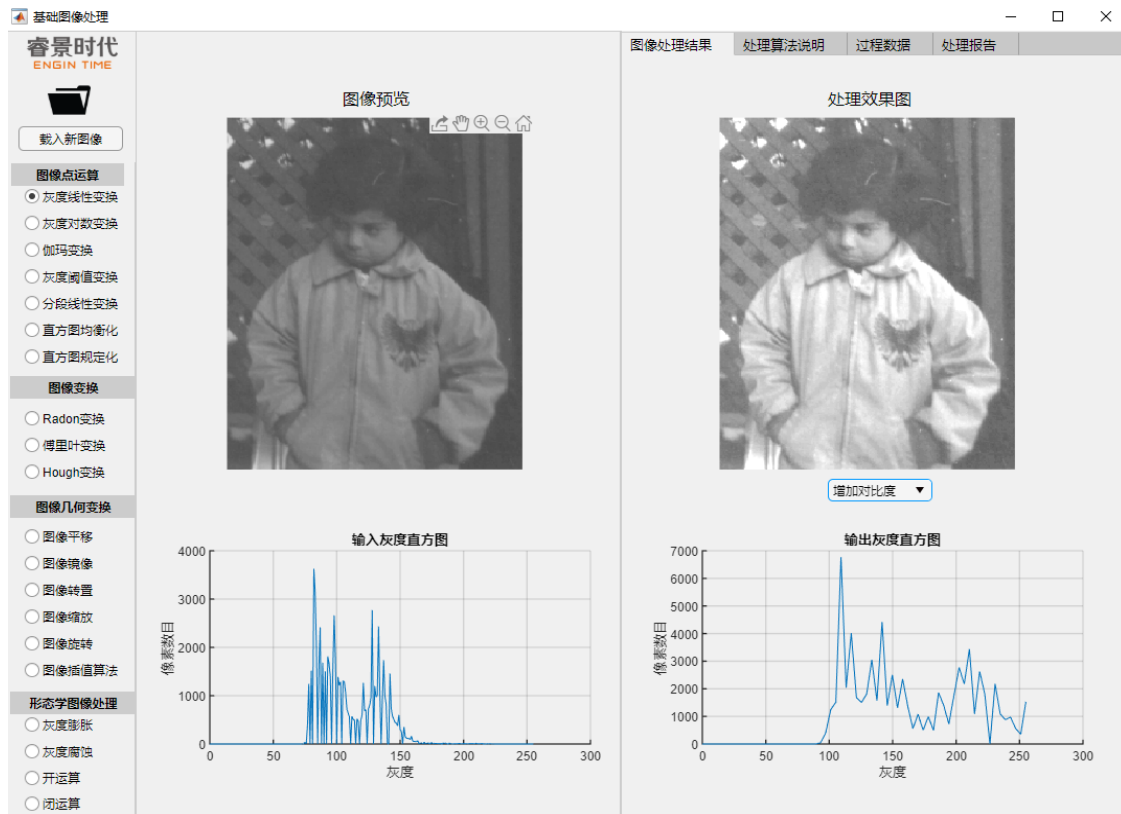 基础图像处理
睿景时代
ENGIN TIME
载入新图像
图像点运算
灰度线性变换
灰度对数变换
伽玛变换
灰度阈值变换
分段线性变换
直方图均衡化
直方图规定化
图像变换
Radon变换
傅里叶变换
Hough变换
图像几何变换
图像平移
图像镜像
图像转置
图像缩放
图像旋转
图像插值算法
形态学图像处理
灰度膨胀
灰度腐蚀
开运算
闭运算
图像预览
输入灰度直方图
像素数目
4000
3000
2000
1000
0
0 50 100 150 200 250 300
灰度
图像处理结果 处理算法说明 过程数据 处理报告
处理效果图
增加对比度
输出灰度直方图
像素数目
7000
6000
5000
4000
3000
2000
1000
0
0 50 100 150 200 250 300
灰度